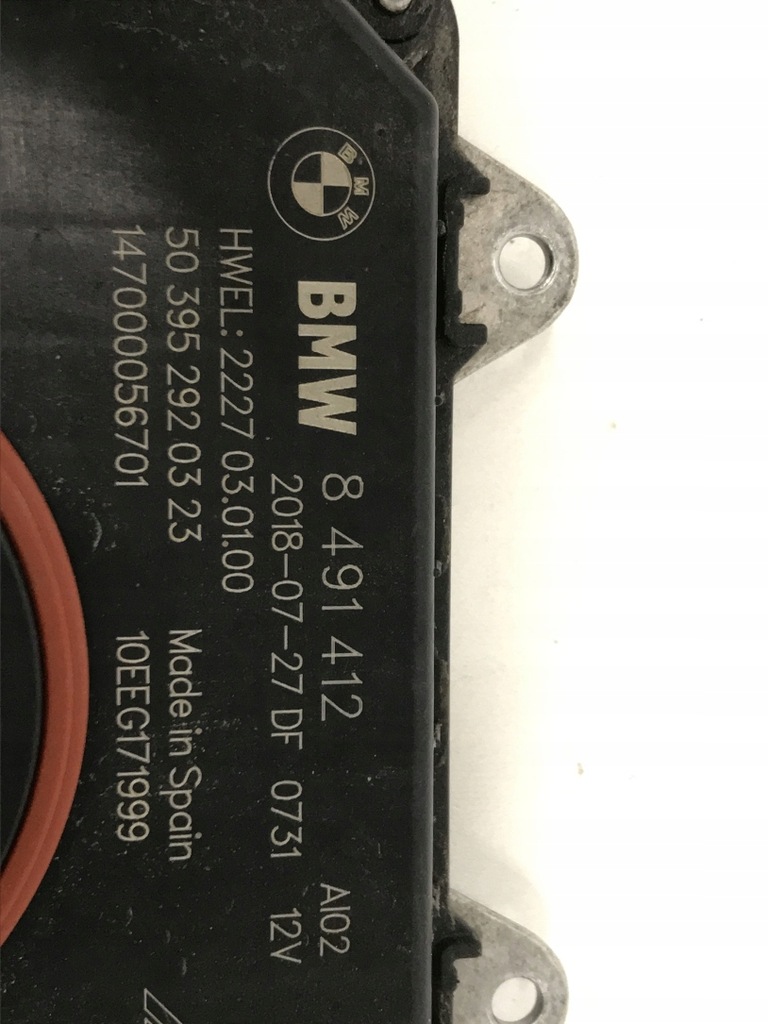 BMW
BMW 8 491 412 AI02
2018-07-27 DF 0731 12V
HWEL: 2227 03.01.00
50 395 292 03 23 Made in Spain
147000056701 10EEG171999